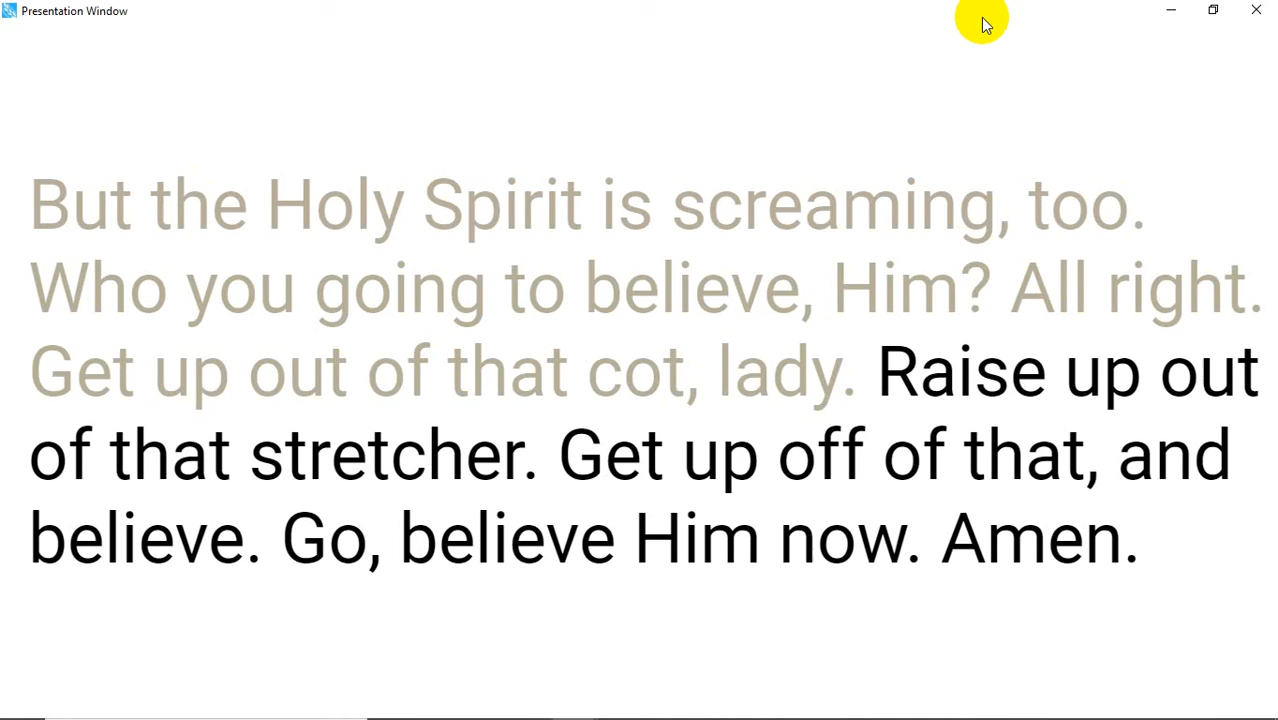 Presentation Window
But the Holy Spirit is screaming, too.
Who you going to believe, Him? All right.
Get up out of that cot, lady. Raise up out
of that stretcher. Get up off of that, and
believe. Go, believe Him now. Amen.